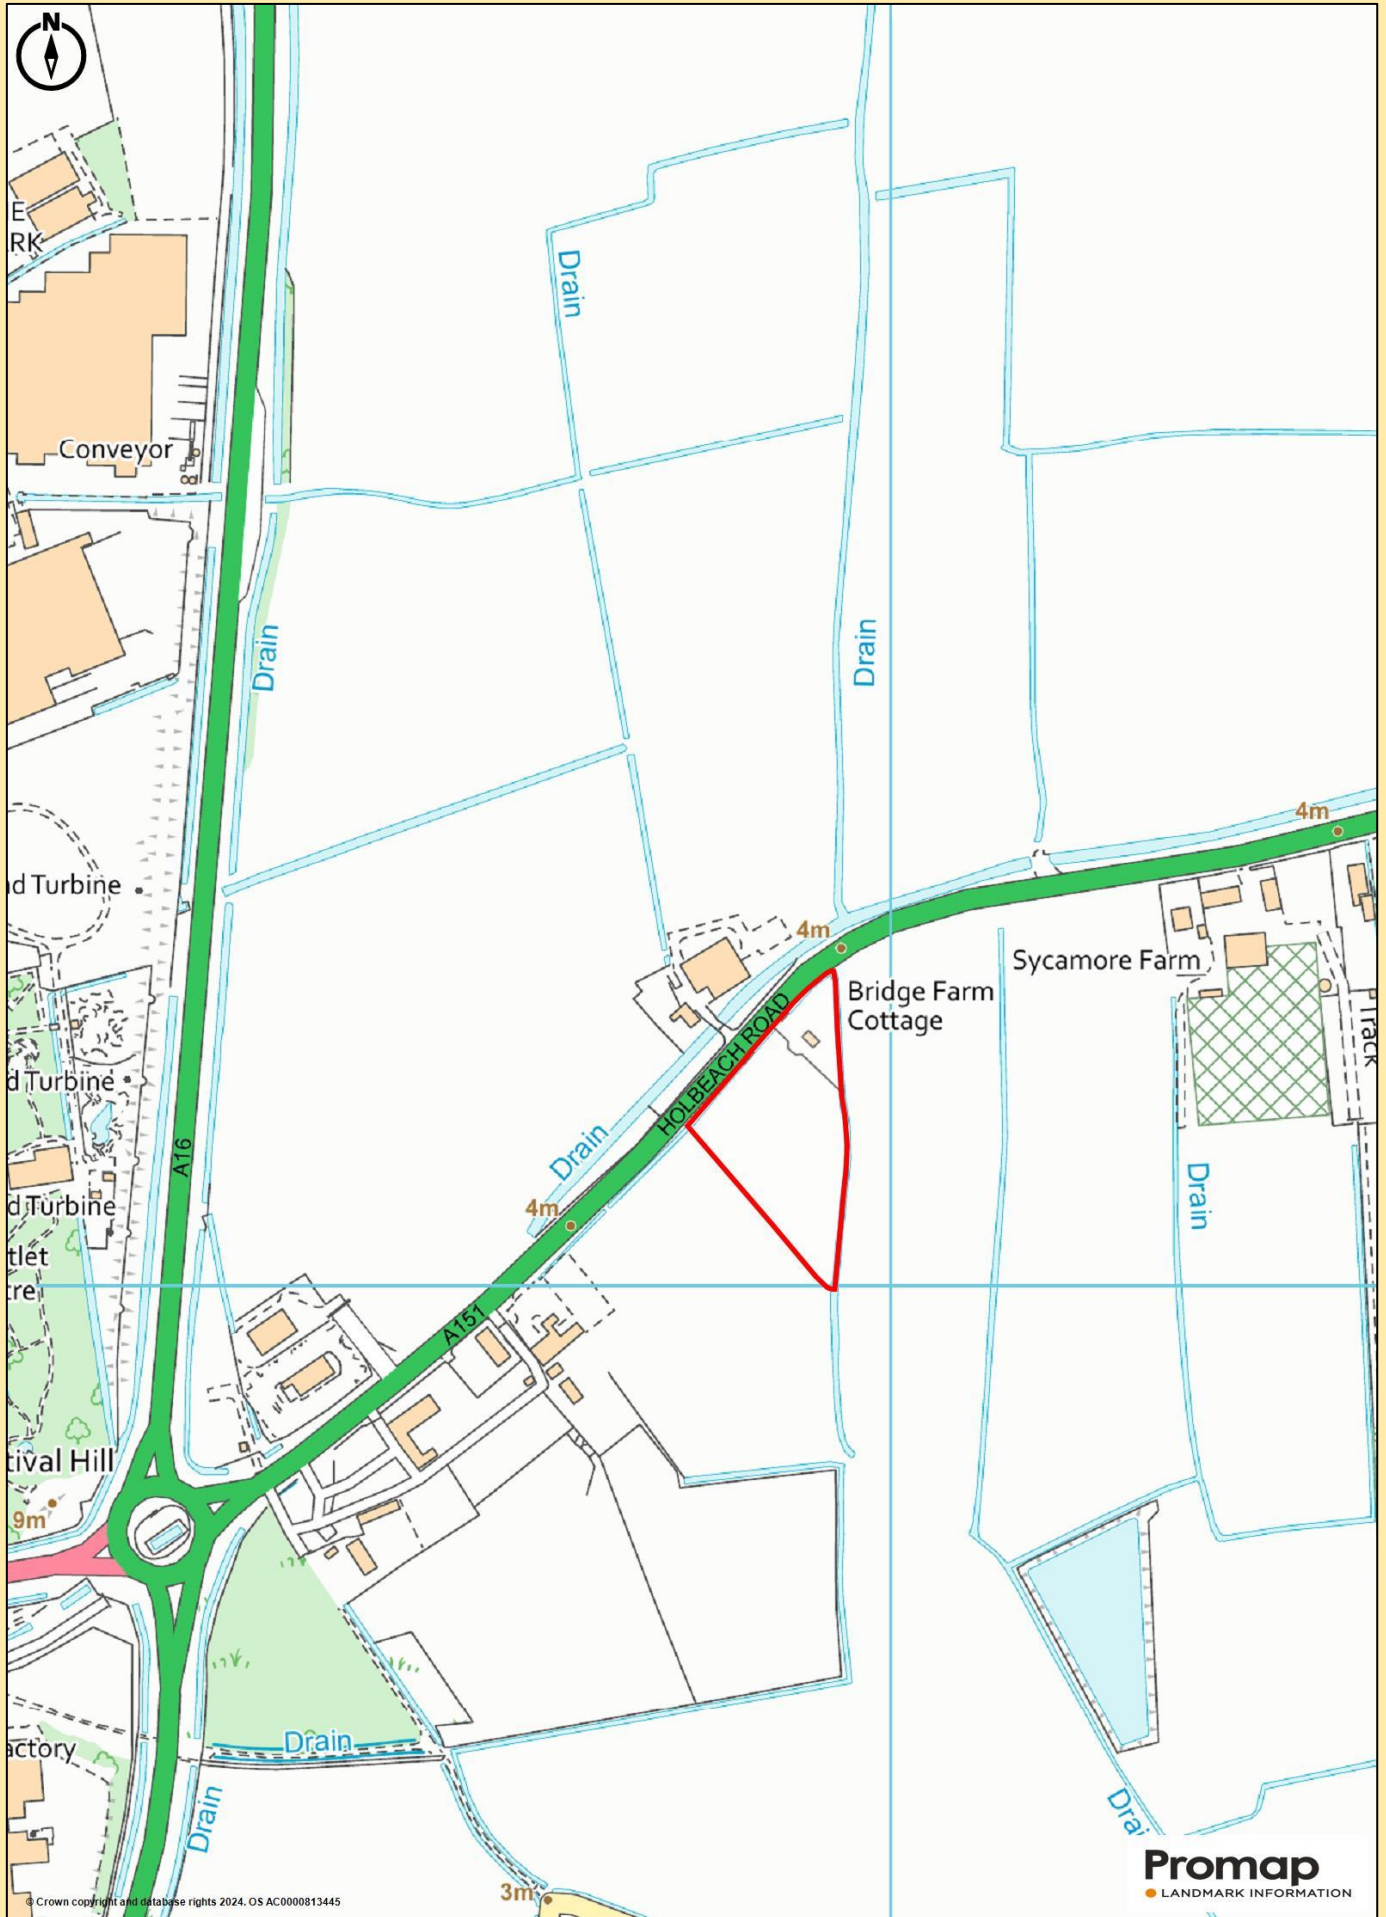 N
E
RK
Drain
Conveyor
Drain
Drain
4m
d Turbine
4m
Sycamore Farm
Bridge Farm
Cottage
HOLBEACH ROAD
Track
d Turbine
A16
Drain
Drain
d Turbine
4m
tlet
tre
A151
tival Hill
9m
Drain
actory
Drain
Drai
Promap
LANDMARK INFORMATION
3m
© Crown copyright and database rights 2024. OS AC0000813445